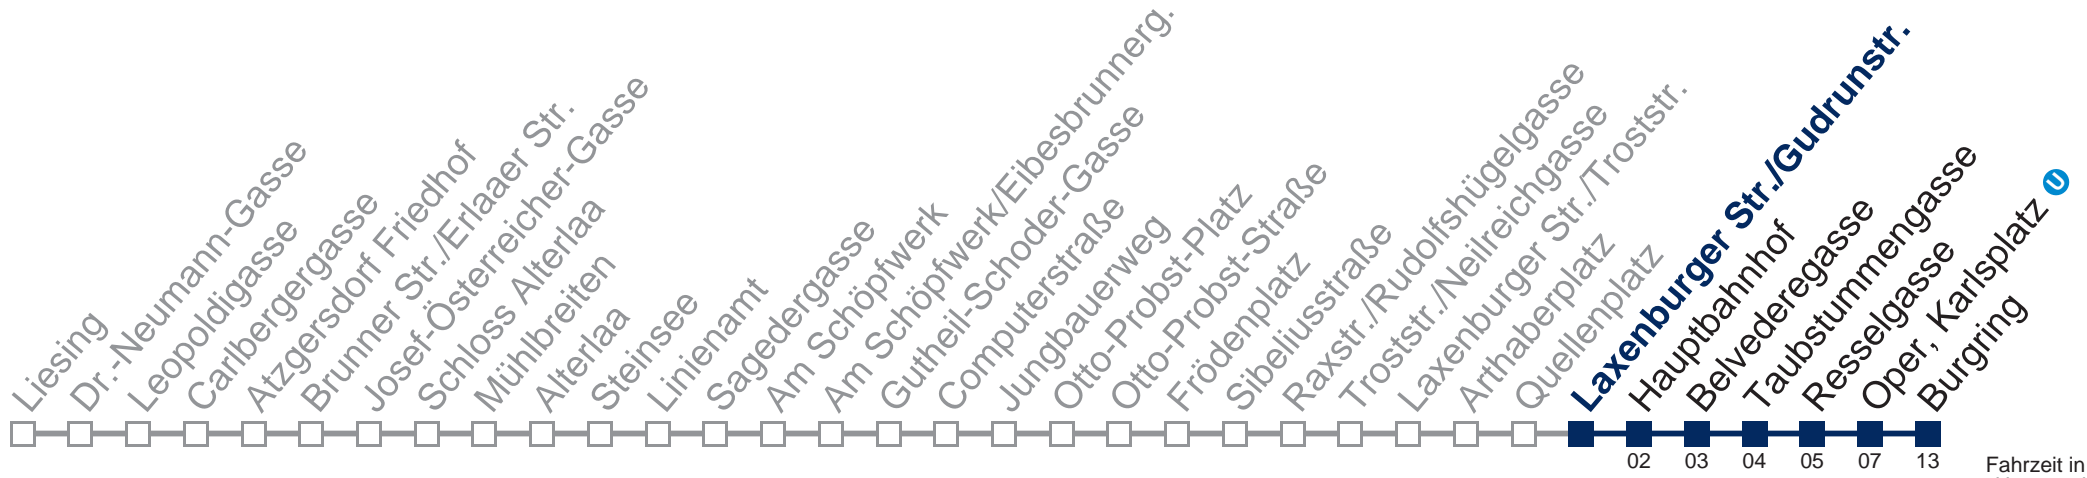 Liesing
Dr.-Neumann-Gasse
Leopoldigasse
Carlbergergasse
Atzgersdorf Friedhof
Brunner Str./Erlaaer Str.
Josef-Österreicher-Gasse
Schloss Alterlaa
Mühlbreiten
Alterlaa
Steinsee
Linienamt
Sagedergasse
Am Schöpfwerk
Am Schöpfwerk/Eibesbrunnerg.
Gutheil-Schoder-Gasse
Computerstraße
Jungbauerweg
Otto-Probst-Platz
Otto-Probst-Straße
Frödenplatz
Sibeliusstraße
Raxstr./Rudolfshügelgasse
Troststr./Neilreichgasse
Laxenburger Str./Troststr.
Arthaberplatz
Quellenplatz
Laxenburger Str./Gudrunstr.
Hauptbahnhof
Belvederegasse
Taubstummengasse
Resselgasse
Oper, Karlsplatz U
Burgring
02 03 04 05 07 13
Fahrzeit in